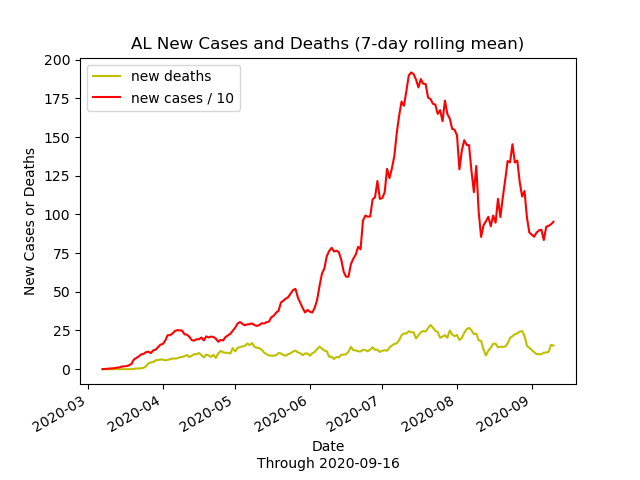 AL New Cases and Deaths (7-day rolling mean)
new deaths
new cases / 10
New Cases or Deaths
200
175
150
125
100
75
50
25
0
2020-03
2020-04
2020-05
2020-06
2020-07
2020-08
2020-09
Date
Through 2020-09-16